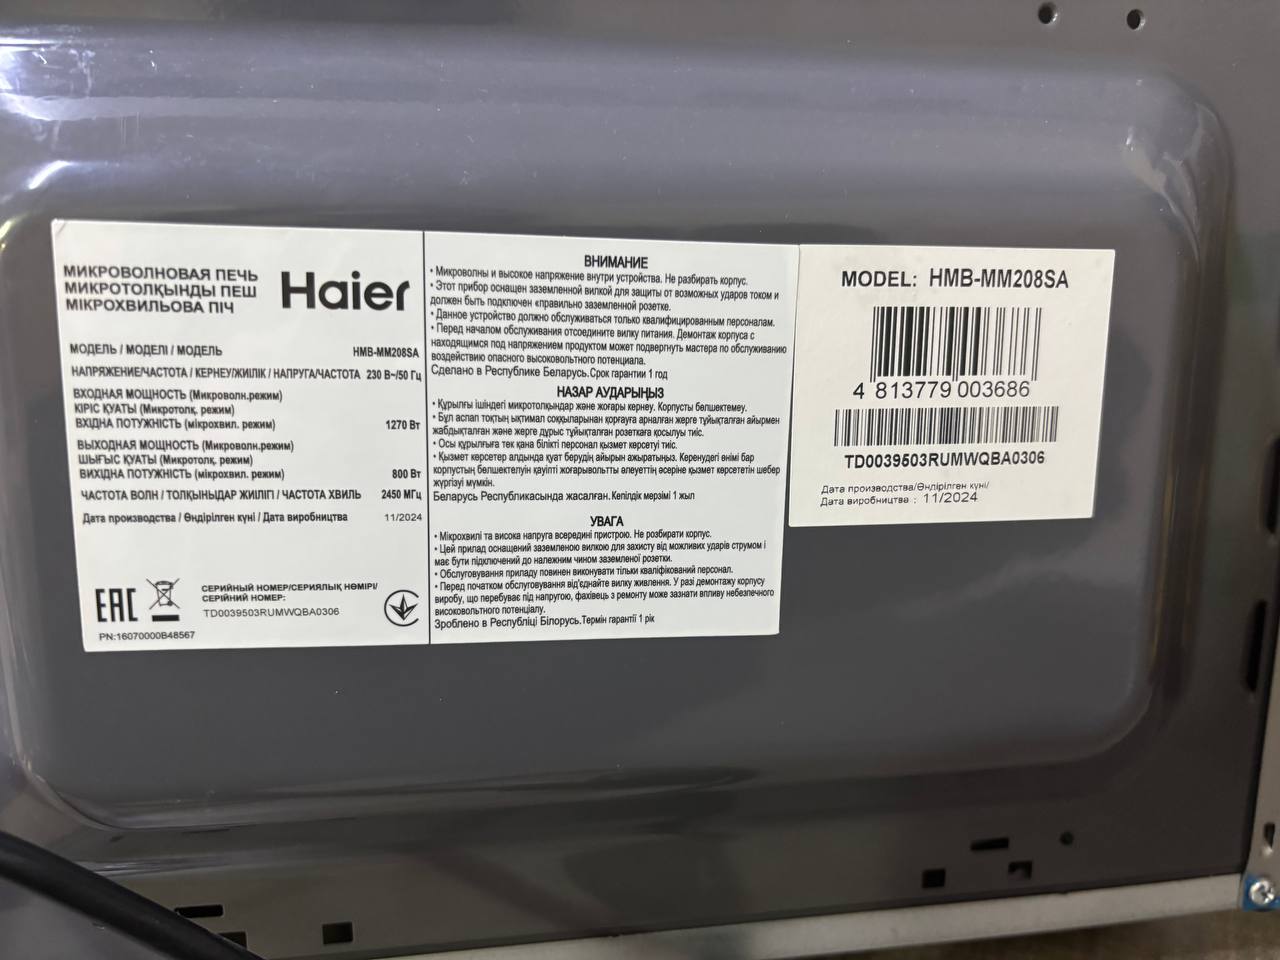 МИКРОВОЛНОВАЯ ПЕЧЬ
МИКРОТОЛҚЫНДЫ ПЕШ
МІКРОХВИЛЬОВА ПІЧ
Haier
МОДЕЛЬ / МОДЕЛІ / МОДЕЛЬ HMB-MM208SA
НАПРЯЖЕНИЕ/ЧАСТОТА / КЕРНЕУ/ЖИІЛІК / НАПРУГА/ЧАСТОТА 230 В~/50 Гц
ВХОДНАЯ МОЩНОСТЬ (Микроволн.режим)
КІРІС ҚУАТЫ (Микротолқ. режим)
ВХІДНА ПОТУЖНІСТЬ (мікрохвил. режим) 1270 Вт
ВЫХОДНАЯ МОЩНОСТЬ (Микроволн.режим)
ШЫҒЫС ҚУАТЫ (Микротолқ. режим)
ВИХІДНА ПОТУЖНІСТЬ (мікрохвил. режим) 800 Вт
ЧАСТОТА ВОЛН / ТОЛҚЫНЫДАР ЖИІЛІГІ / ЧАСТОТА ХВИЛЬ 2450 МГц
Дата производства / Өндірілген күні / Дата виробництва 11/2024
EAC
СЕРИЙНЫЙ НОМЕР/СЕРИЯЛЫҚ НӨМІРІ/
СЕРІЙНИЙ НОМЕР:
TD0039503RUMWQBA0306
PN:16070000B48567
ВНИМАНИЕ
• Микроволны и высокое напряжение внутри устройства. Не разбирать корпус.
• Этот прибор оснащен заземленной вилкой для защиты от возможных ударов током и
должен быть подключен «правильно заземленной розетке.
• Данное устройство должно обслуживаться только квалифицированным персоналам.
• Перед началом обслуживания отсоедините вилку питания. Демонтаж корпуса с
находящимся под напряжением продуктом может подвергнуть мастера по обслуживанию
воздействию опасного высоковольтного потенциала.
Сделано в Республике Беларусь.Срок гарантии 1 год
НАЗАР АУДАРЫҢЫЗ
• Құрылғы ішіндегі микротолқындар және жоғары кернеу. Корпусты бөлшектемеу.
• Бұл аспап тоқтың ықтимал соққыларынан қорғауға арналған жерге тұйықталған айырмен
жабдықталған және жерге дұрыс тұйықталған розеткаға қосылуы тиіс.
• Осы құрылғыға тек қана білікті персонал қызмет көрсетуі тиіс.
• Қызмет көрсетер алдында қуат берудің айырын ажыратыңыз. Кернеудегі өнімі бар
корпустың бөлшектелуін қауіпті жоғарывольтты әлеуеттің әсеріне қызмет көрсететін шебер
жүргізуі мүмкін.
Беларусь Республикасында жасалған.Кепілдік мерзімі 1 жыл
УВАГА
• Мікрохвилі та висока напруга всередині пристрою. Не розбирати корпус.
• Цей прилад оснащений заземленою вилкою для захисту від можливих ударів струмом і
має бути підключений до належним чином заземленої розетки.
• Обслуговування приладу повинен виконувати тільки кваліфікований персонал.
• Перед початком обслуговування від'єднайте вилку живлення. У разі демонтажу корпусу
виробу, що перебуває під напругою, фахівець з ремонту може зазнати впливу небезпечного
високовольтного потенціалу.
Зроблено в Республіці Білорусь.Термін гарантії 1 рік
MODEL: HMB-MM208SA
4 813779 003686
TD0039503RUMWQBA0306
Дата производства/Өндірілген күні/
Дата виробництва : 11/2024